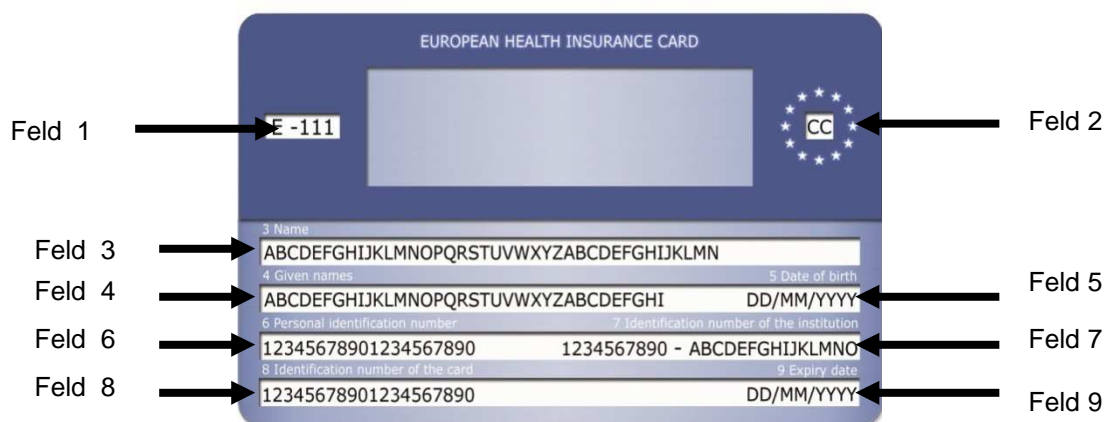 EUROPEAN HEALTH INSURANCE CARD
Feld 1 E -111 CC Feld 2
3 Name
Feld 3 ABCDEFGHIJKLMNOPQRSTUVWXYZABCDEFGHIJKLMN
4 Given names 5 Date of birth
Feld 4 ABCDEFGHIJKLMNOPQRSTUVWXYZABCDEFGHI DD/MM/YYYY Feld 5
6 Personal identification number 7 Identification number of the institution
Feld 6 12345678901234567890 1234567890 - ABCDEFGHIJKLMNO Feld 7
8 Identification number of the card 9 Expiry date
Feld 8 12345678901234567890 DD/MM/YYYY Feld 9